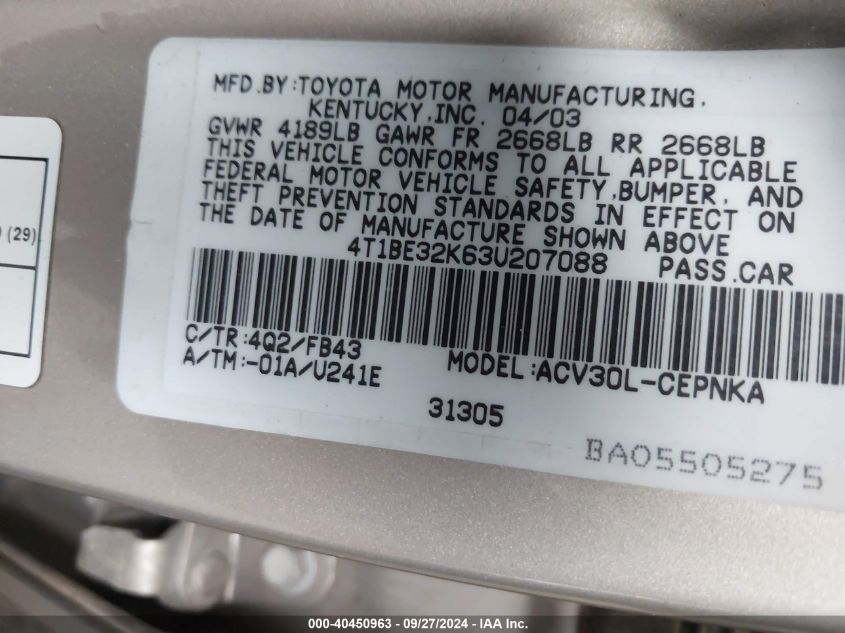 MFD.BY:TOYOTA MOTOR MANUFACTURING,
KENTUCKY,INC. 04/03
GVWR 4189LB GAWR FR 2668LB RR 2668LB
THIS VEHICLE CONFORMS TO ALL APPLICABLE
FEDERAL MOTOR VEHICLE SAFETY,BUMPER, AND
THEFT PREVENTION STANDARDS IN EFFECT ON
THE DATE OF MANUFACTURE SHOWN ABOVE
4T1BE32K63U207088 PASS.CAR
C/TR:4Q2/FB43
A/TM:-01A/U241E
MODEL:ACV30L-CEPNKA
31305
BA05505275
(29)
000-40450963 - 09/27/2024 - IAA Inc.